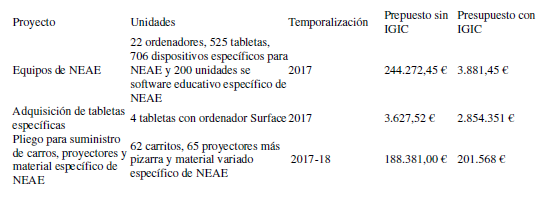 Proyecto Unidades Temporalización Prepuesto sin IGIC Presupuesto con IGIC
Equipos de NEAE
22 ordenadores, 525 tabletas,
706 dispositivos específicos para
NEAE y 200 unidades se
software educativo específico de
NEAE
2017 244.272,45 € 3.881,45 €
Adquisición de tabletas
específicas
4 tabletas con ordenador Surface 2017 3.627,52 € 2.854.351 €
Pliego para suministro
de carros, proyectores y
material específico de
NEAE
62 carritos, 65 proyectores más
pizarra y material variado
específico de NEAE
2017-18 188.381,00 € 201.568 €